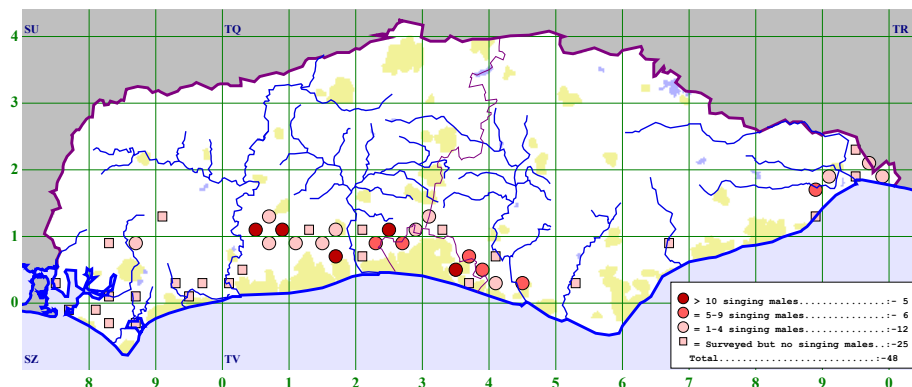 SU TQ TR
4
3
2
1
0
> 10 singing males...........:- 5
= 5-9 singing males..........:- 6
= 1-4 singing males..........:-12
= Surveyed but no singing males..:-25
Total.......................:-48
SZ TV
8 9 0 1 2 3 4 5 6 7 8 9 0